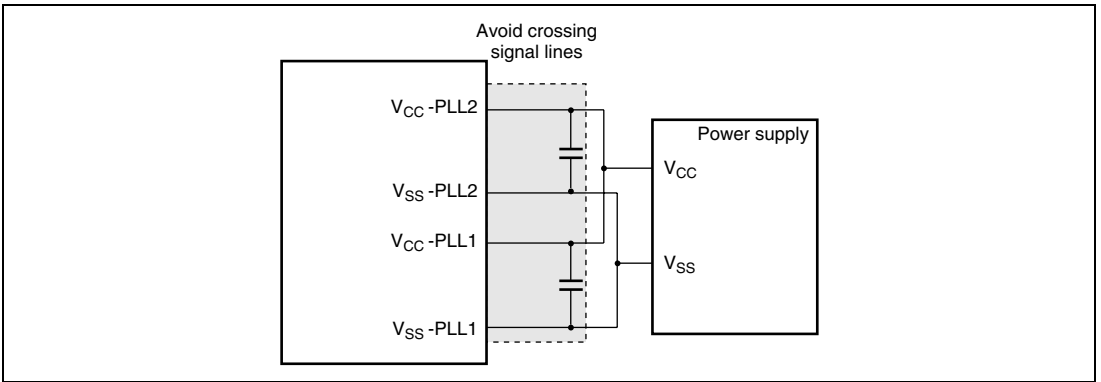 Avoid crossing
signal lines
VCC -PLL2
VSS -PLL2
VCC -PLL1
VSS -PLL1
Power supply
VCC
VSS